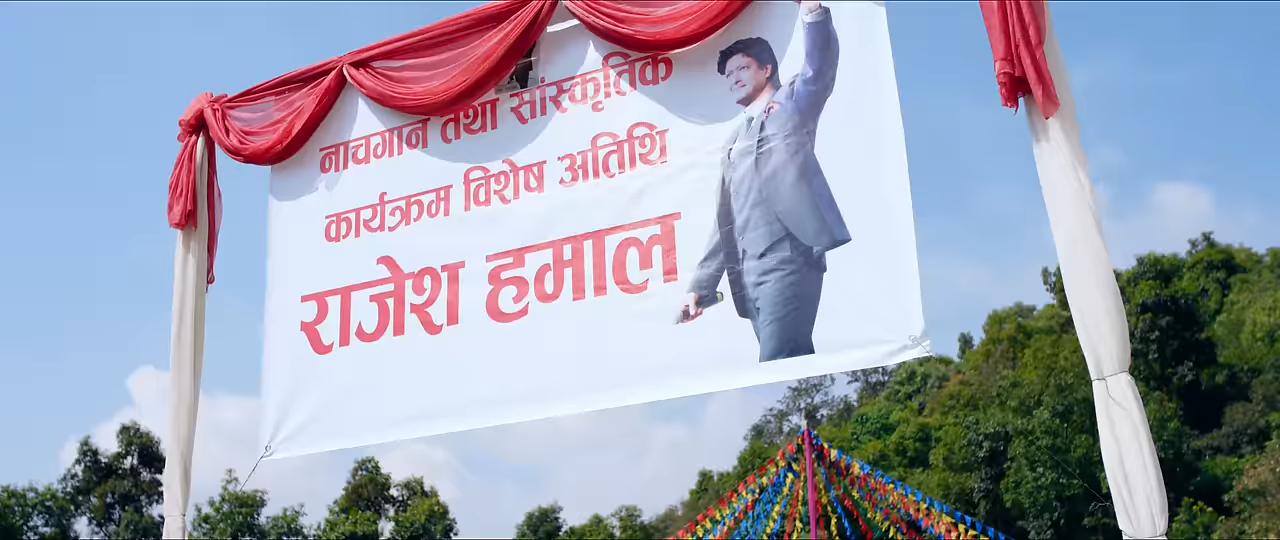 नाचगान तथा सांस्कृतिक
कार्यक्रम विशेष अतिथि
राजेश हमाल